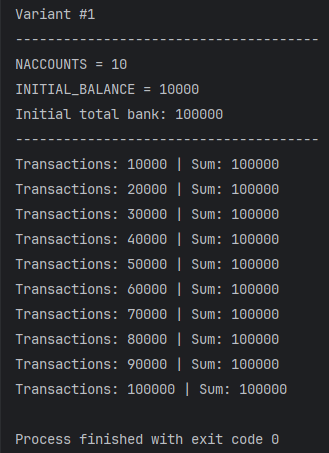 Variant #1
--------------------------------------
NACCOUNTS = 10
INITIAL_BALANCE = 10000
Initial total bank: 100000
--------------------------------------
Transactions: 10000 | Sum: 100000
Transactions: 20000 | Sum: 100000
Transactions: 30000 | Sum: 100000
Transactions: 40000 | Sum: 100000
Transactions: 50000 | Sum: 100000
Transactions: 60000 | Sum: 100000
Transactions: 70000 | Sum: 100000
Transactions: 80000 | Sum: 100000
Transactions: 90000 | Sum: 100000
Transactions: 100000 | Sum: 100000
Process finished with exit code 0